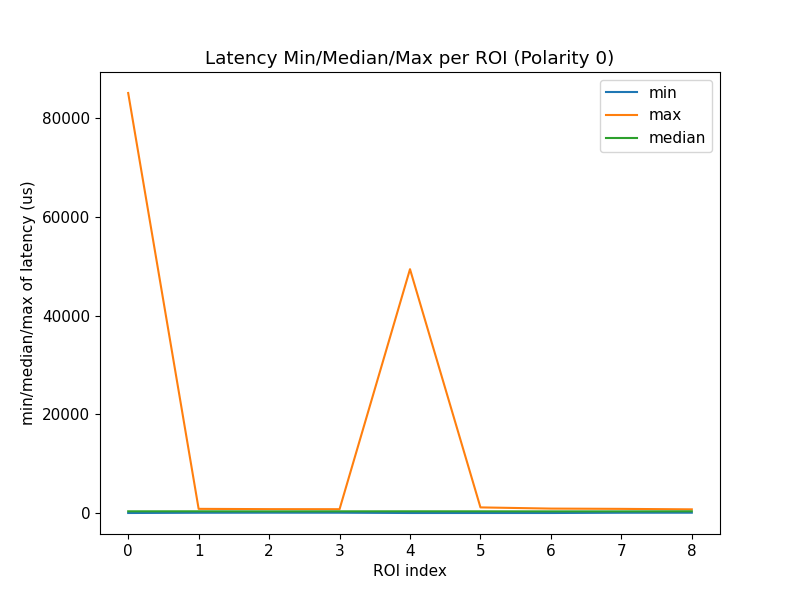 Latency Min/Median/Max per ROI (Polarity 0)
min
max
median
min/median/max of latency (us)
80000
60000
40000
20000
0
0 1 2 3 4 5 6 7 8
ROI index